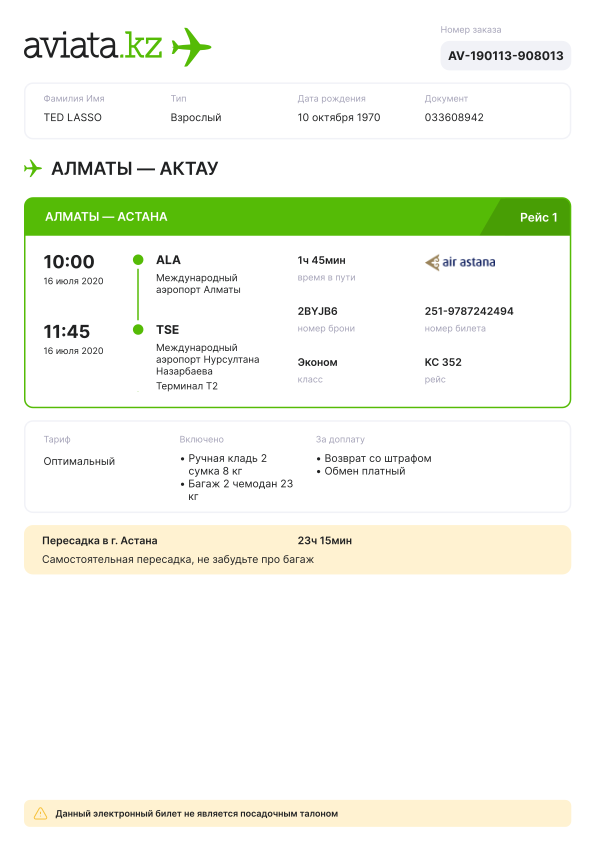 aviata.kz
Номер заказа
AV-190113-908013
Фамилия Имя
Тип
Дата рождения
Документ
TED LASSO
Взрослый
10 октября 1970
033608942
АЛМАТЫ — АКТАУ
АЛМАТЫ — АСТАНА
Рейс 1
10:00
16 июля 2020
ALA
Международный
аэропорт Алматы
1ч 45мин
время в пути
air astana
11:45
16 июля 2020
TSE
Международный
аэропорт Нурсултана
Назарбаева
Терминал T2
2BYJB6
номер брони
251-9787242494
номер билета
Эконом
класс
KC 352
рейс
Тариф
Оптимальный
Включено
• Ручная кладь 2
сумка 8 кг
• Багаж 2 чемодан 23
кг
За доплату
• Возврат со штрафом
• Обмен платный
Пересадка в г. Астана
23ч 15мин
Самостоятельная пересадка, не забудьте про багаж
Данный электронный билет не является посадочным талоном